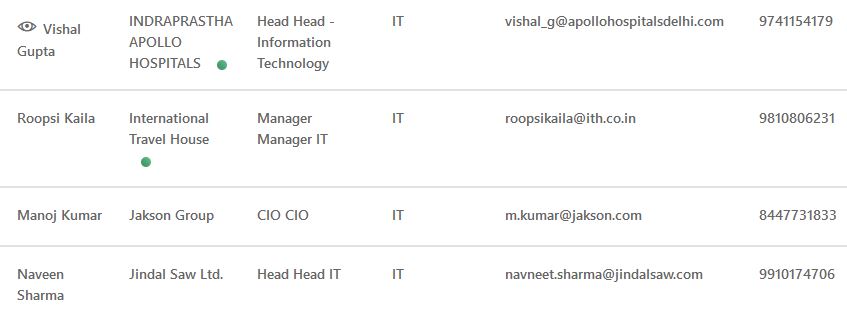 Vishal Gupta INDRAPRASTHA APOLLO HOSPITALS Head Head - Information Technology IT vishal_g@apollohospitalsdelhi.com 9741154179
Roopsi Kaila International Travel House Manager Manager IT IT roopsikaila@ith.co.in 9810806231
Manoj Kumar Jakson Group CIO CIO IT m.kumar@jakson.com 8447731833
Naveen Sharma Jindal Saw Ltd. Head Head IT IT navneet.sharma@jindalsaw.com 9910174706